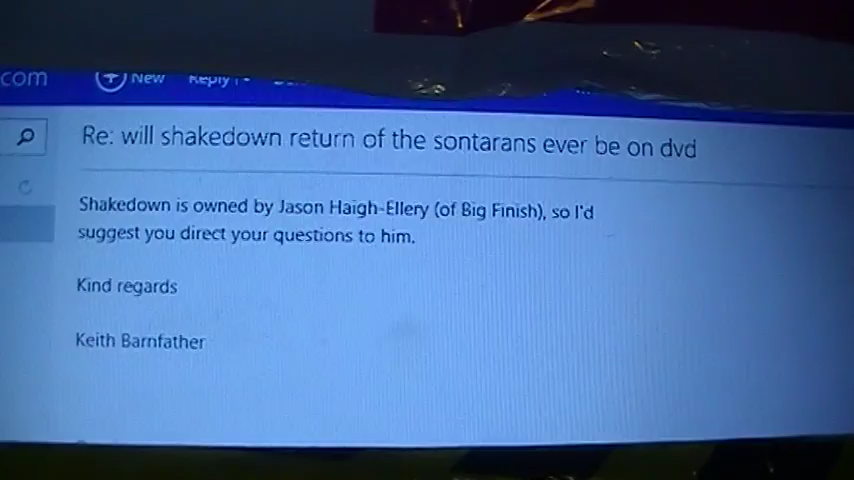 com New Reply
Re: will shakedown return of the sontarans ever be on dvd
Shakedown is owned by Jason Haigh-Ellery (of Big Finish), so I'd
suggest you direct your questions to him.
Kind regards
Keith Barnfather